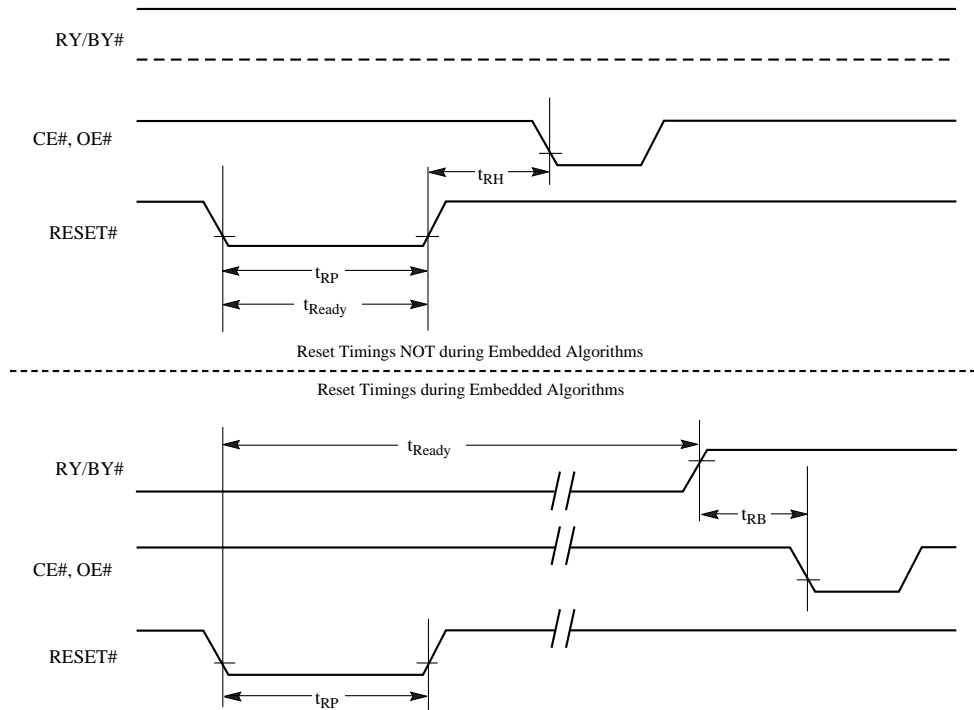 RY/BY#
CE#, OE#
tRH
RESET#
tRP
tReady
Reset Timings NOT during Embedded Algorithms
Reset Timings during Embedded Algorithms
tReady
RY/BY#
tRB
CE#, OE#
RESET#
tRP